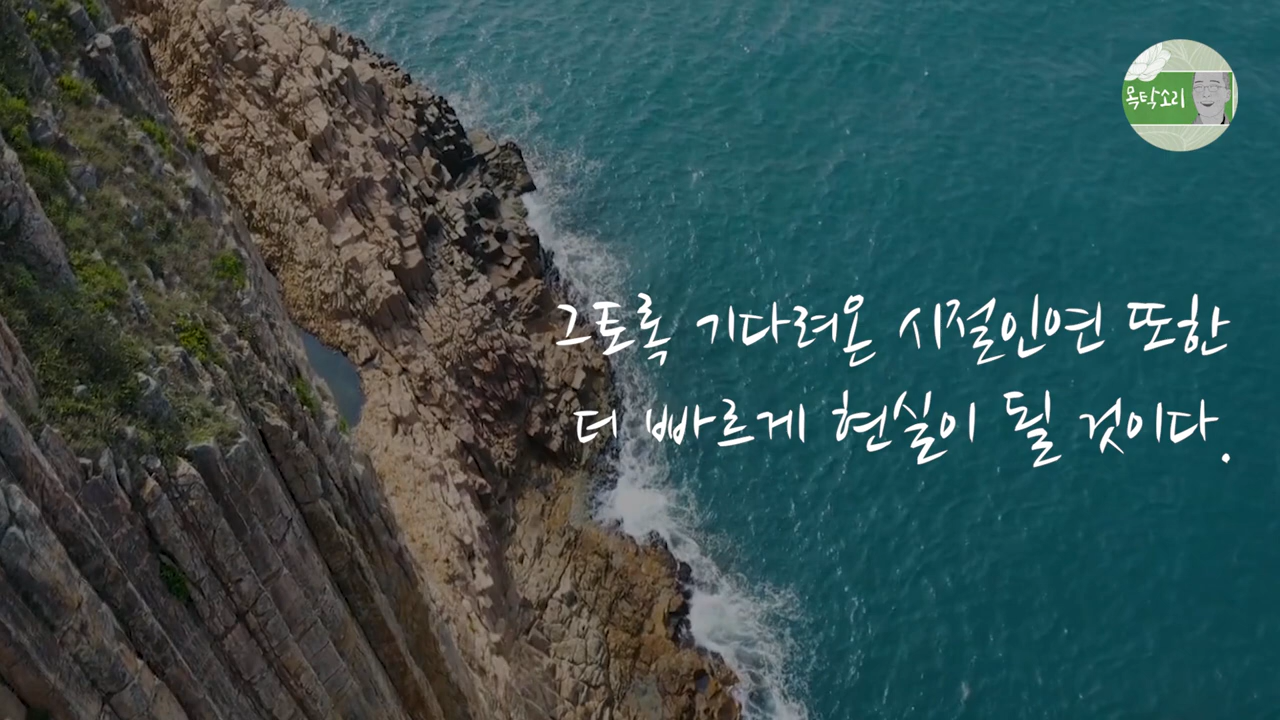 목탁소리
그토록 기다려온 시절인연 또한
더 빠르게 현실이 될 것이다.